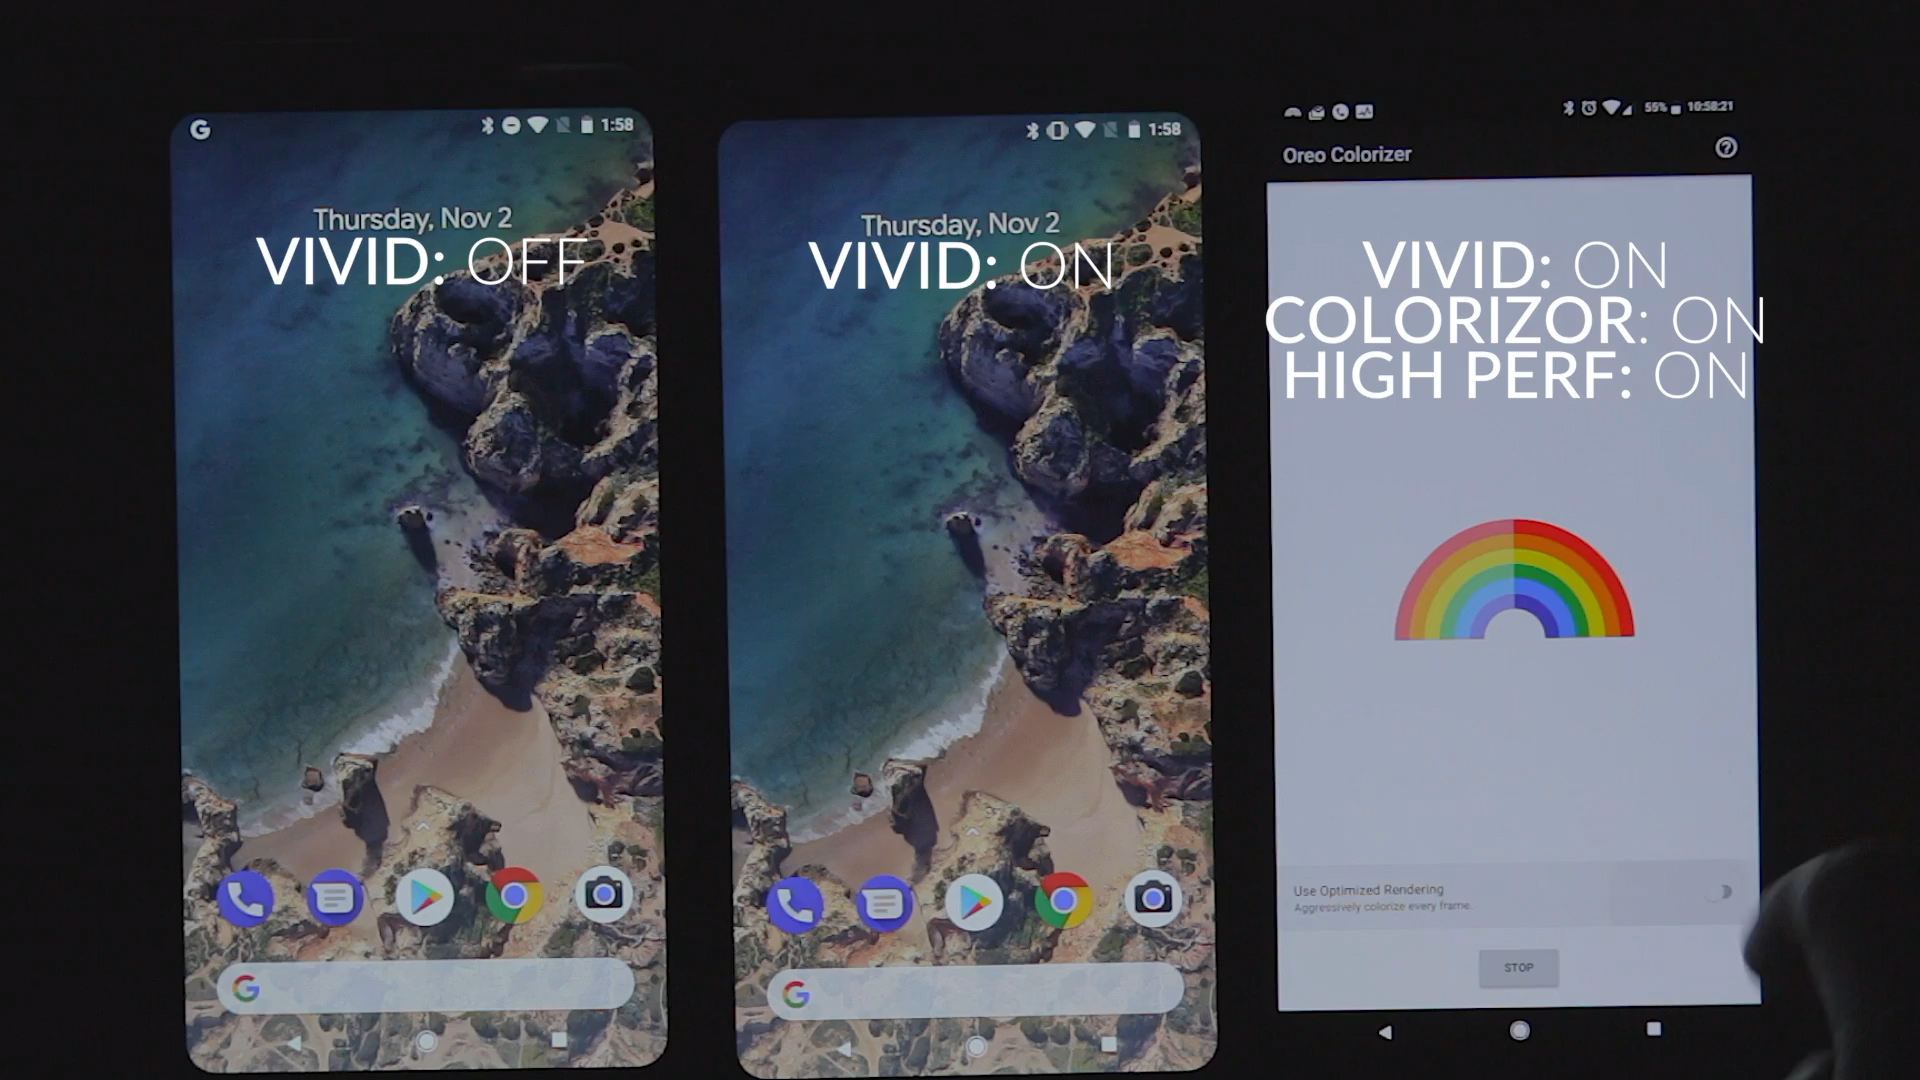 1:58
Thursday, Nov 2
VIVID: OFF
1:58
Thursday, Nov 2
VIVID: ON
55% 10:58:21
Oreo Colorizer
VIVID: ON
COLORIZOR: ON
HIGH PERF: ON
Use Optimized Rendering
Aggressively colorize every frame.
STOP